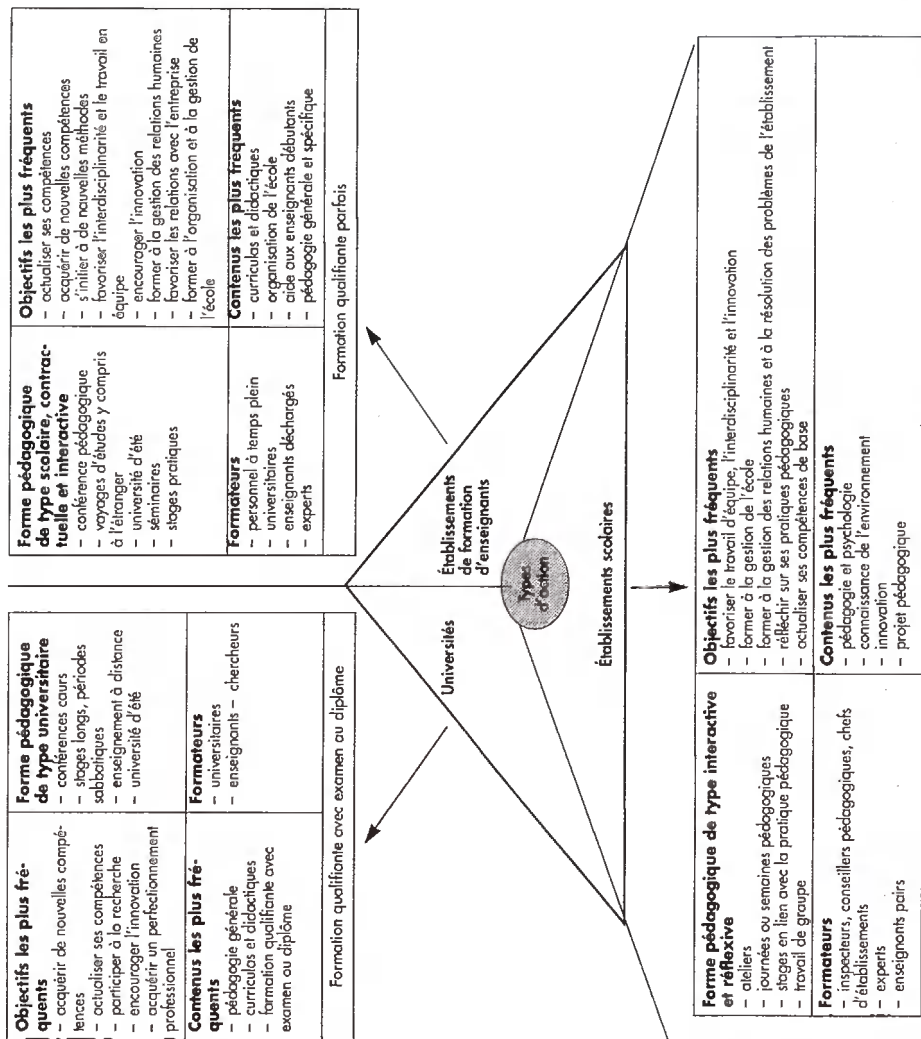 Objectifs les plus fré-
quents
– acquérir de nouvelles compé-
tences
– actualiser ses compétences
– participer à la recherche
– encourager l'innovation
– acquérir un perfectionnement
professionnel
Forme pédagogique
de type universitaire
– conférences cours
– stages longs, périodes
sabbatiques
– enseignement à distance
– université d'été
Contenus les plus fré-
quents
– pédagogie générale
– curriculas et didactiques
– formation qualifiante avec
examen ou diplôme
Formateurs
– universitaires
– enseignants – chercheurs
Formation qualifiante avec examen ou diplôme
Forme pédagogique
de type scolaire, contrac-
tuelle et interactive
– conférence pédagogique
– voyages d'études y compris
à l'étranger
– université d'été
– séminaires
– stages pratiques
Objectifs les plus fréquents
– actualiser ses compétences
– acquérir de nouvelles compétences
– s'initier à de nouvelles méthodes
– favoriser l'interdisciplinarité et le travail en
équipe
– encourager l'innovation
– former à la gestion des relations humaines
– favoriser les relations avec l'entreprise
– former à l'organisation et à la gestion de
l'école
Formateurs
– personnel à temps plein
– universitaires
– enseignants déchargés
– experts
Contenus les plus fréquents
– curriculas et didactiques
– organisation de l'école
– aide aux enseignants débutants
– pédagogie générale et spécifique
Formation qualifiante parfois
Universités
Établissements
de formation
d'enseignants
Types
d'action
Établissements scolaires
Forme pédagogique de type interactive
et réflexive
– ateliers
– journées ou semaines pédagogiques
– stages en lien avec la pratique pédagogique
– travail de groupe
Objectifs les plus fréquents
– favoriser le travail d'équipe, l'interdisciplinarité et l'innovation
– former à la gestion de l'école
– former à la gestion des relations humaines et à la résolution des problèmes de l'établissement
– réfléchir sur ses pratiques pédagogiques
– actualiser ses compétences de base
Formateurs
– inspecteurs, conseillers pédagogiques, chefs
d'établissements
– experts
– enseignants pairs
Contenus les plus fréquents
– pédagogie et psychologie
– connaissance de l'environnement
– innovation
– projet pédagogique